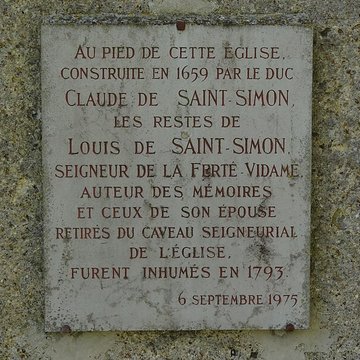 AU PIED DE CETTE ÉGLISE,
CONSTRUITE EN 1659 PAR LE DUC
CLAUDE DE SAINT-SIMON,
LES RESTES DE
LOUIS DE SAINT-SIMON,
SEIGNEUR DE LA FERTÉ-VIDAME,
AUTEUR DES MÉMOIRES
ET CEUX DE SON ÉPOUSE
RETIRÉS DU CAVEAU SEIGNEURIAL
DE L'ÉGLISE,
FURENT INHUMÉS EN 1793.
6 SEPTEMBRE 1975